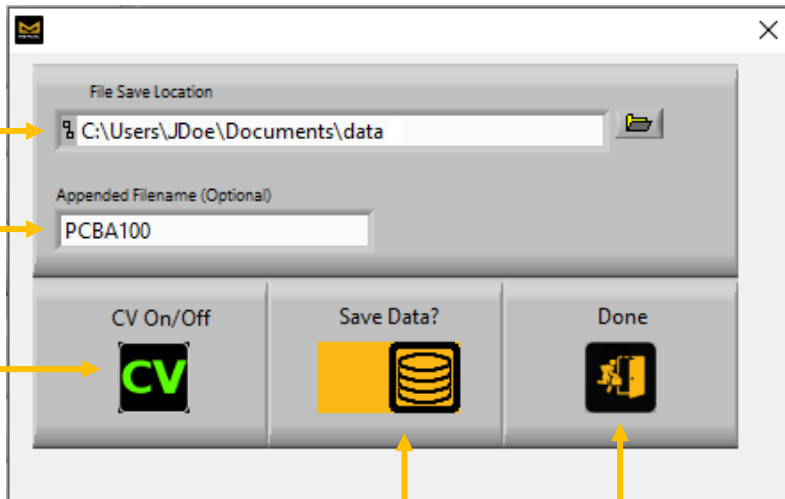 File Save Location
C:\Users\JDoe\Documents\data
Appended Filename (Optional)
PCBA100
CV On/Off
Save Data?
Done
CV